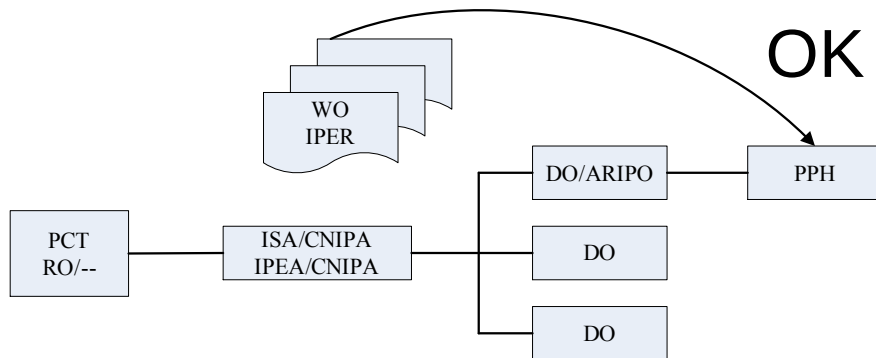 OK
WO
IPER
DO/ARIPO
PPH
PCT
RO/--
ISA/CNIPA
IPEA/CNIPA
DO
DO